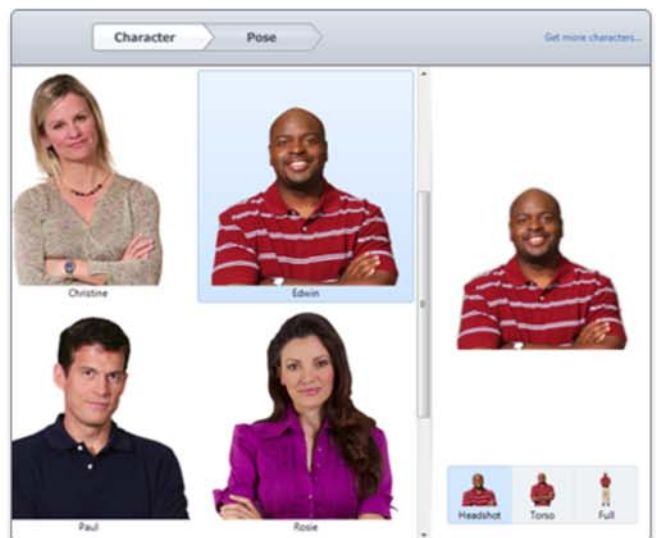 Character Pose Get more characters...
Christine Edwin
Paul Rosie
Headshot Torso Full